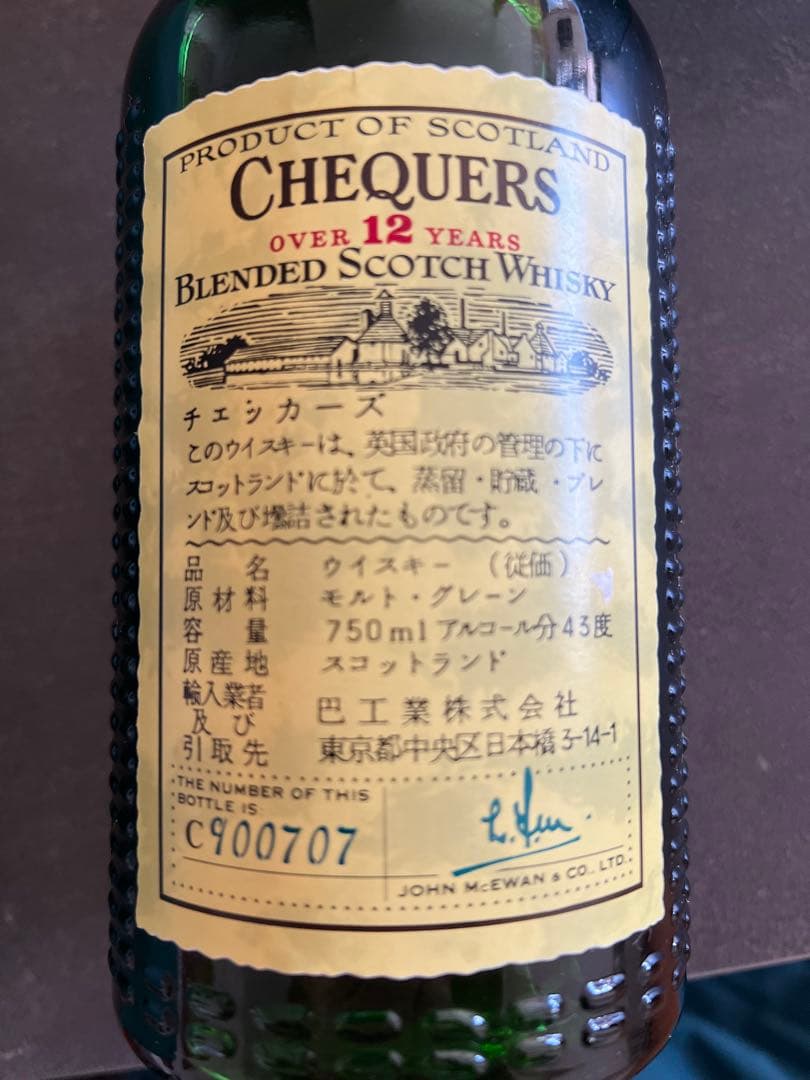 PRODUCT OF SCOTLAND
CHEQUERS
OVER 12 YEARS
BLENDED SCOTCH WHISKY
チェッカーズ
このウイスキーは、英国政府の管理の下に
スコットランドに於て、蒸留・貯蔵・ブレ
ンド及び壜詰されたものです。
品名 ウイスキー (従価)
原材料 モルト・グレーン
容量 750ml アルコール分43度
原産地 スコットランド
輸入業者
及び 巴工業株式会社
引取先 東京都中央区日本橋3-14-1
THE NUMBER OF THIS
BOTTLE IS
C900707
JOHN McEWAN & CO., LTD.